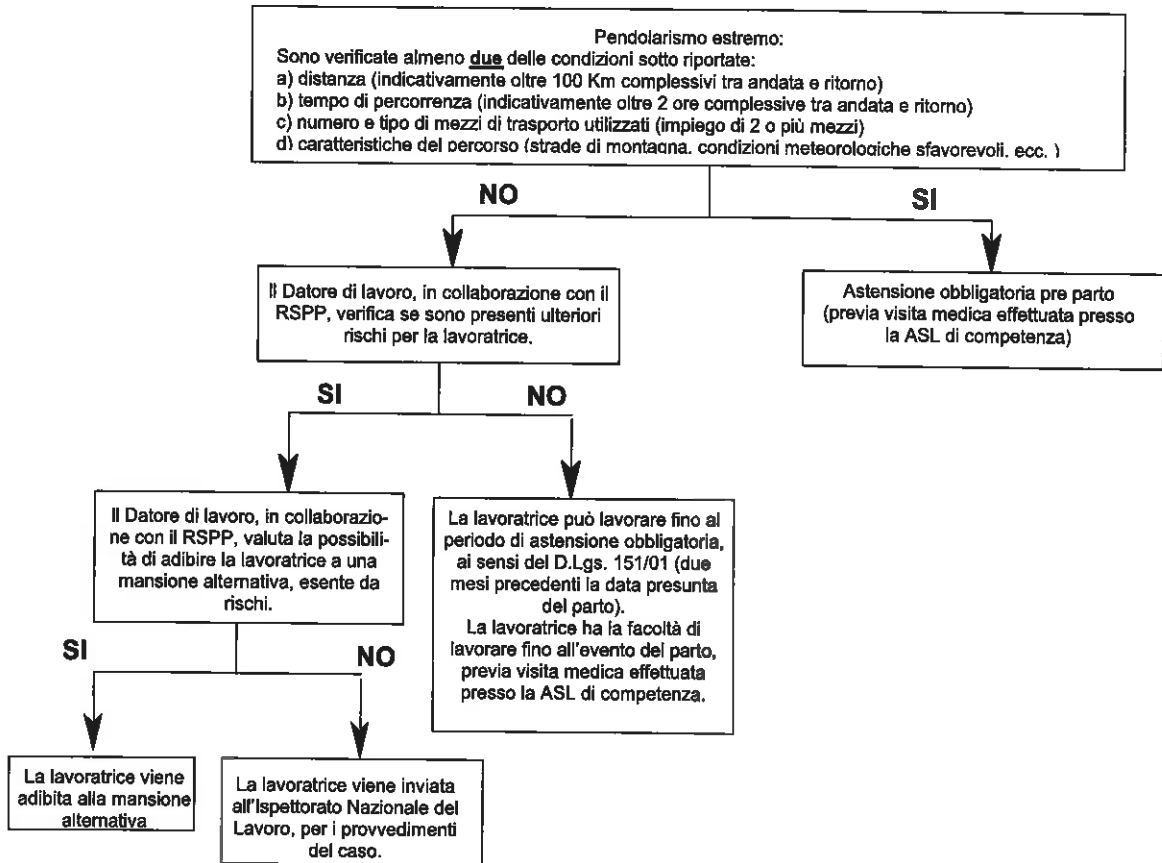 Pendolarismo estremo:
Sono verificate almeno due delle condizioni sotto riportate:
a) distanza (indicativamente oltre 100 Km complessivi tra andata e ritorno)
b) tempo di percorrenza (indicativamente oltre 2 ore complessive tra andata e ritorno)
c) numero e tipo di mezzi di trasporto utilizzati (impiego di 2 o più mezzi)
d) caratteristiche del percorso (strade di montagna, condizioni meteorologiche sfavorevoli, ecc. )
NO
SI
Il Datore di lavoro, in collaborazione con il
RSPP, verifica se sono presenti ulteriori
rischi per la lavoratrice.
Astensione obbligatoria pre parto
(previa visita medica effettuata presso
la ASL di competenza)
SI
NO
Il Datore di lavoro, in collaborazio-
ne con il RSPP, valuta la possibili-
tà di adibire la lavoratrice a una
mansione alternativa, esente da
rischi.
La lavoratrice può lavorare fino al
periodo di astensione obbligatoria,
ai sensi del D.Lgs. 151/01 (due
mesi precedenti la data presunta
del parto).
La lavoratrice ha la facoltà di
lavorare fino all'evento del parto,
previa visita medica effettuata
presso la ASL di competenza.
SI
NO
La lavoratrice viene
adibita alla mansione
alternativa
La lavoratrice viene inviata
all'Ispettorato Nazionale del
Lavoro, per i provvedimenti
del caso.